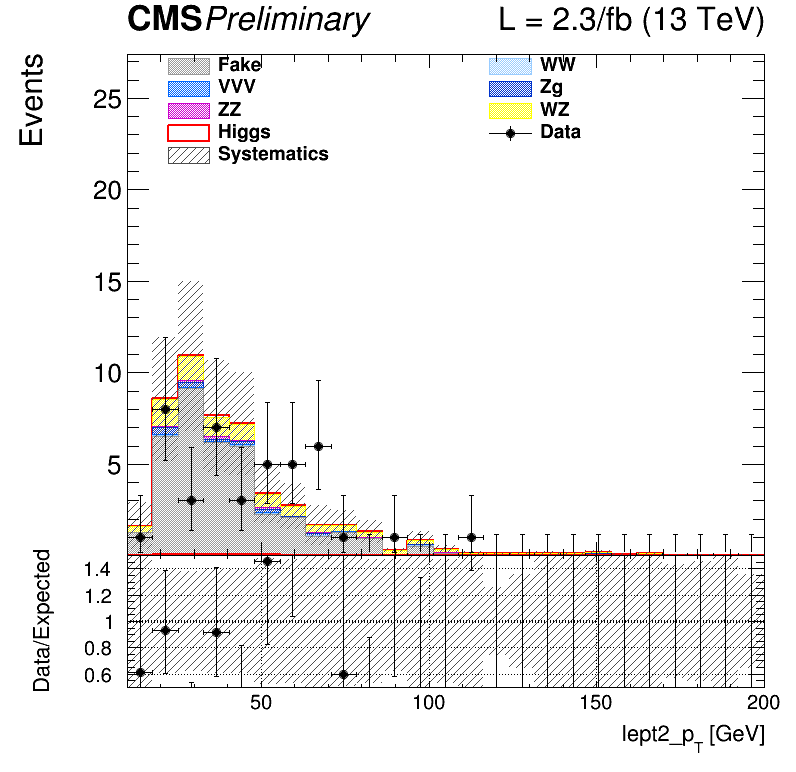 CMS Preliminary L = 2.3/fb (13 TeV)
Events
Fake WW
VVV Zg
ZZ WZ
Higgs Data
Systematics
25
20
15
10
5
Data/Expected
1.4
1.2
1
0.8
0.6
50 100 150 200
lept2_p_T [GeV]